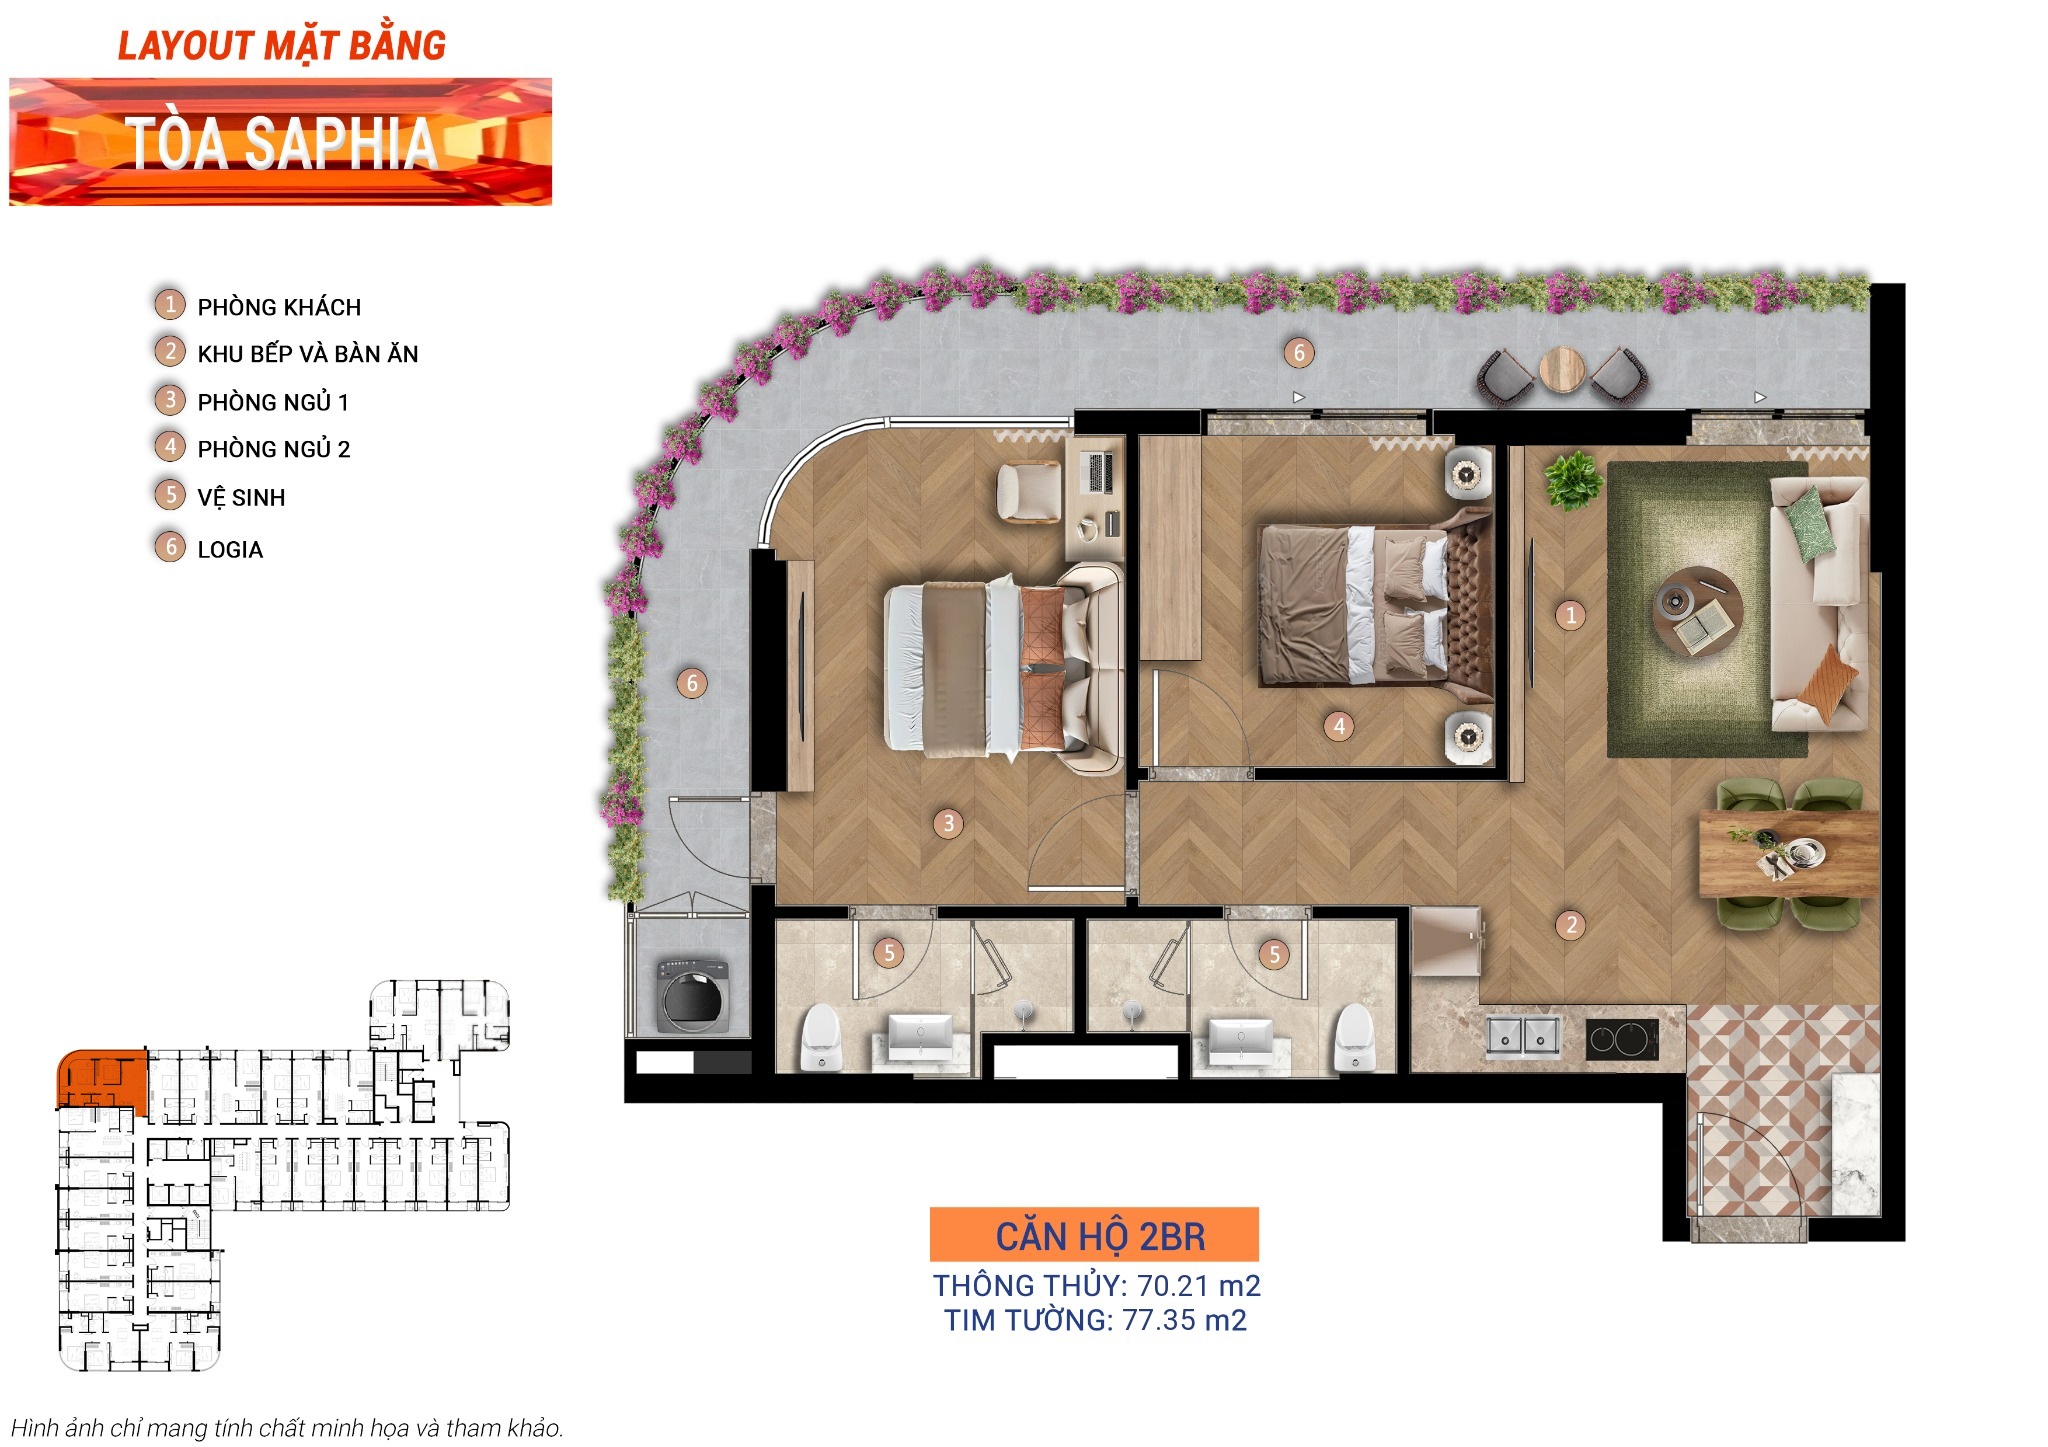 LAYOUT MẶT BẰNG
TÒA SAPHIA
1 PHÒNG KHÁCH
2 KHU BẾP VÀ BÀN ĂN
3 PHÒNG NGỦ 1
4 PHÒNG NGỦ 2
5 VỆ SINH
6 LOGIA
6
1
6
4
3
2
5
5
CĂN HỘ 2BR
THÔNG THỦY: 70.21 m2
TIM TƯỜNG: 77.35 m2
Hình ảnh chỉ mang tính chất minh họa và tham khảo.